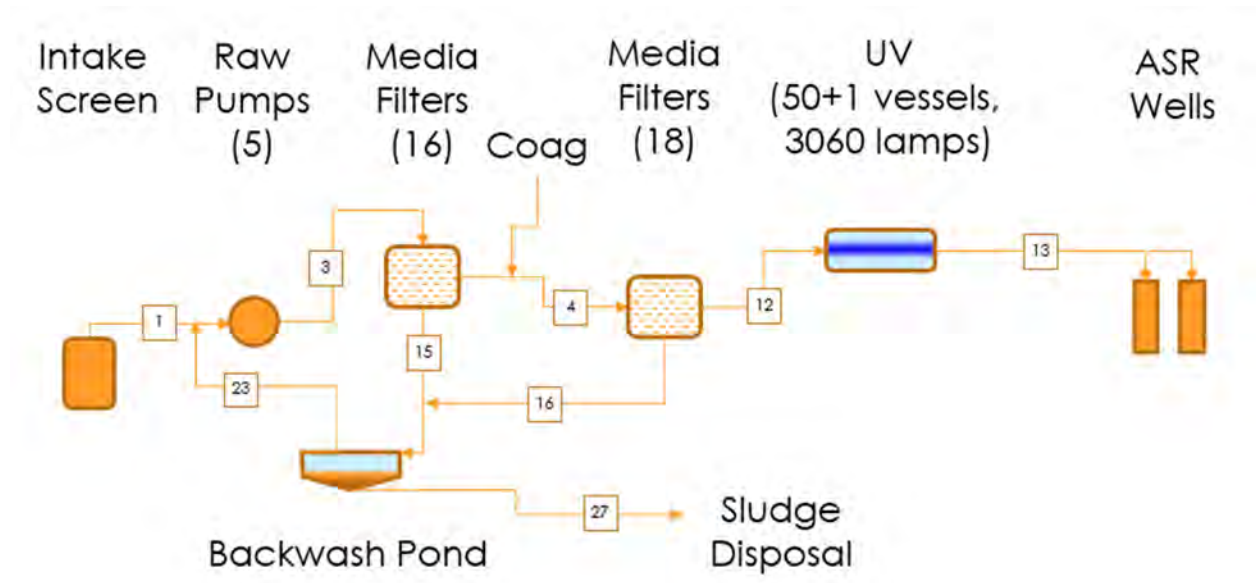 Intake
Screen
Raw
Pumps
(5)
Media
Filters
(16)
Coag
Media
Filters
(18)
UV
(50+1 vessels,
3060 lamps)
ASR
Wells
1
3
15
23
4
16
12
13
27
Backwash Pond
Sludge
Disposal